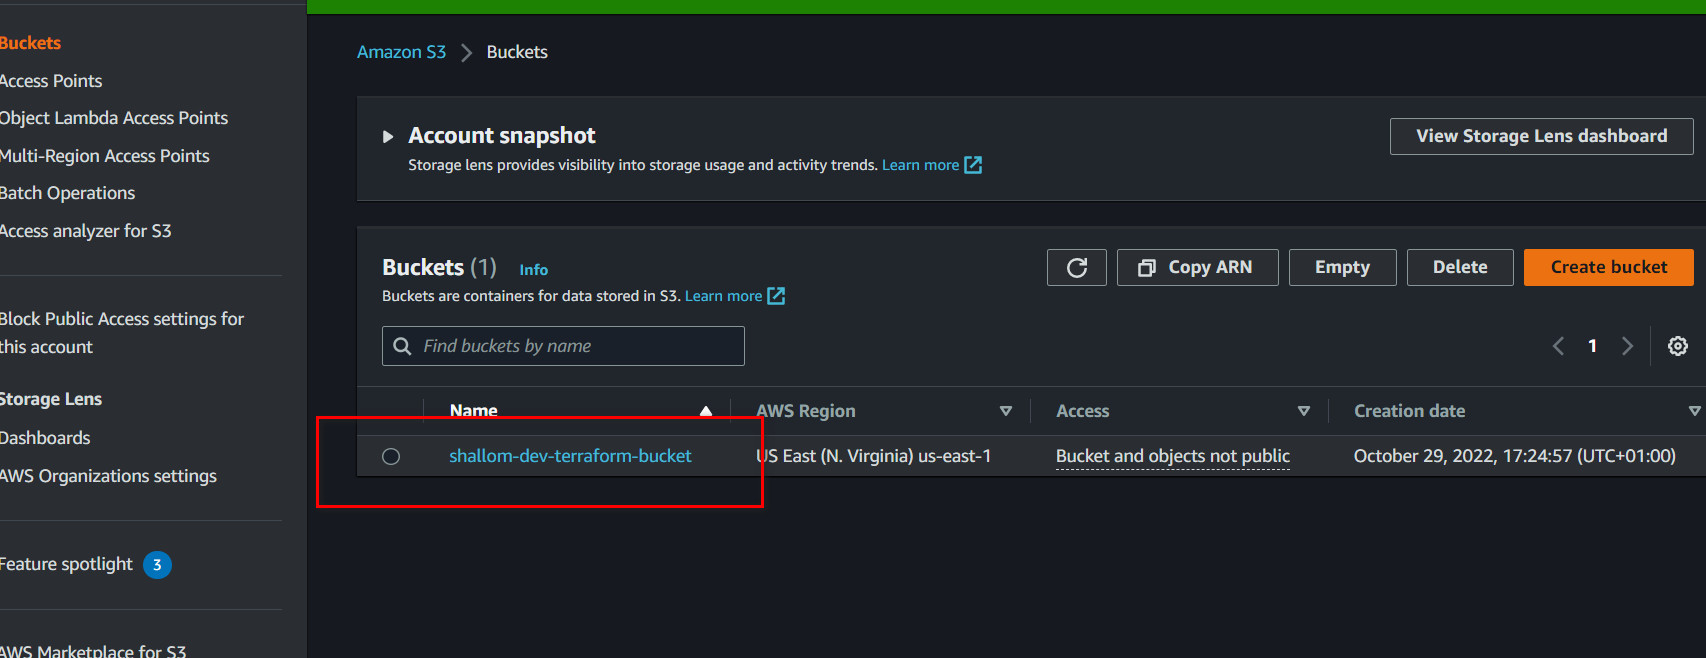 Buckets
Access Points
Object Lambda Access Points
Multi-Region Access Points
Batch Operations
Access analyzer for S3
Block Public Access settings for
this account
Storage Lens
Dashboards
AWS Organizations settings
Feature spotlight 3
AWS Marketplace for S3
Amazon S3 Buckets
Account snapshot
View Storage Lens dashboard
Storage lens provides visibility into storage usage and activity trends. Learn more
Buckets (1) Info
Copy ARN Empty Delete Create bucket
Buckets are containers for data stored in S3. Learn more
Find buckets by name
1
Name AWS Region Access Creation date
shallom-dev-terraform-bucket US East (N. Virginia) us-east-1 Bucket and objects not public October 29, 2022, 17:24:57 (UTC+01:00)